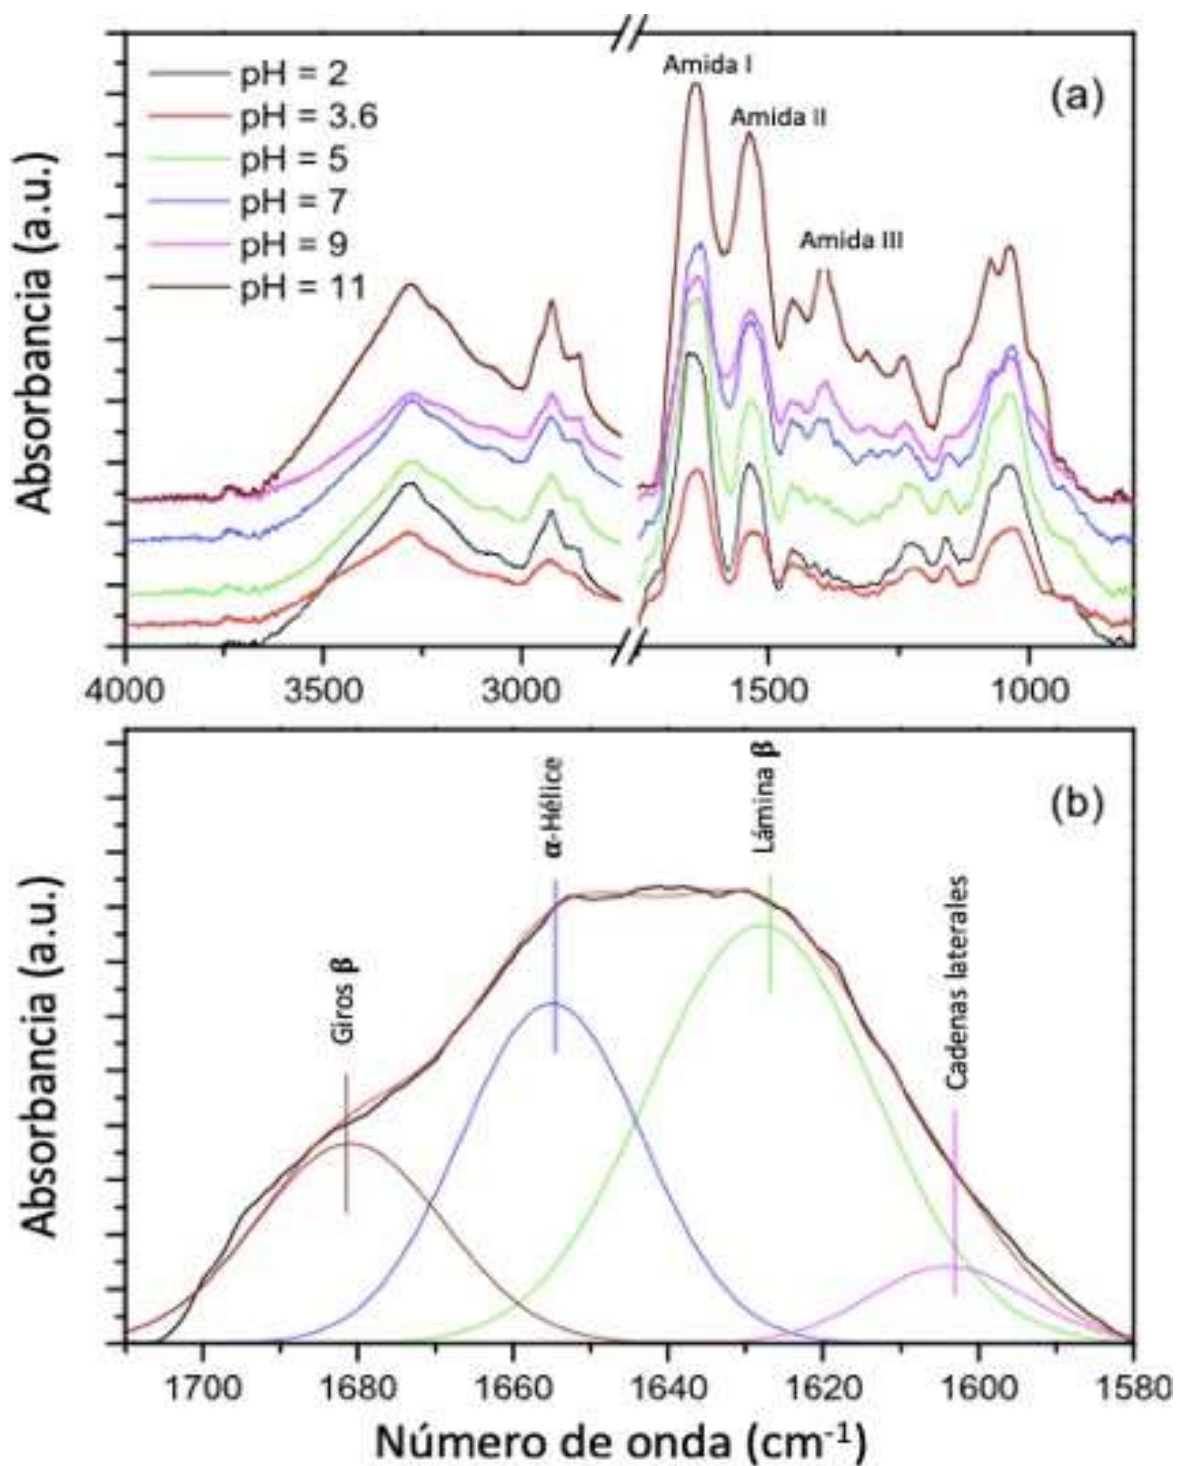 Absorbancia (a.u.)
pH = 2
pH = 3.6
pH = 5
pH = 7
pH = 9
pH = 11
Amida I
Amida II
Amida III
(a)
4000 3500 3000 1500 1000
Absorbancia (a.u.)
Giros β
α-Hélice
Lámina β
Cadenas laterales
(b)
1700 1680 1660 1640 1620 1600 1580
Número de onda (cm⁻¹)